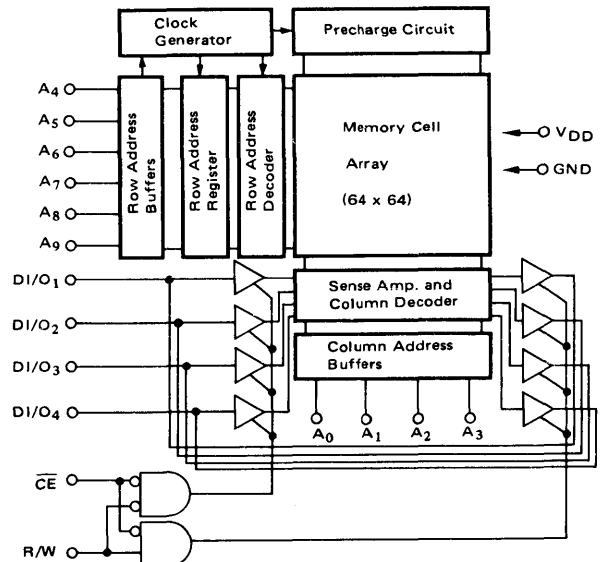 Clock
Generator
Precharge Circuit
A4
A5
A6
A7
A8
A9
Row Address
Buffers
Row Address
Register
Row Address
Decoder
Memory Cell
Array
(64 x 64)
VDD
GND
DI/O1
DI/O2
DI/O3
DI/O4
Sense Amp. and
Column Decoder
Column Address
Buffers
A0
A1
A2
A3
C̅E̅
R/W